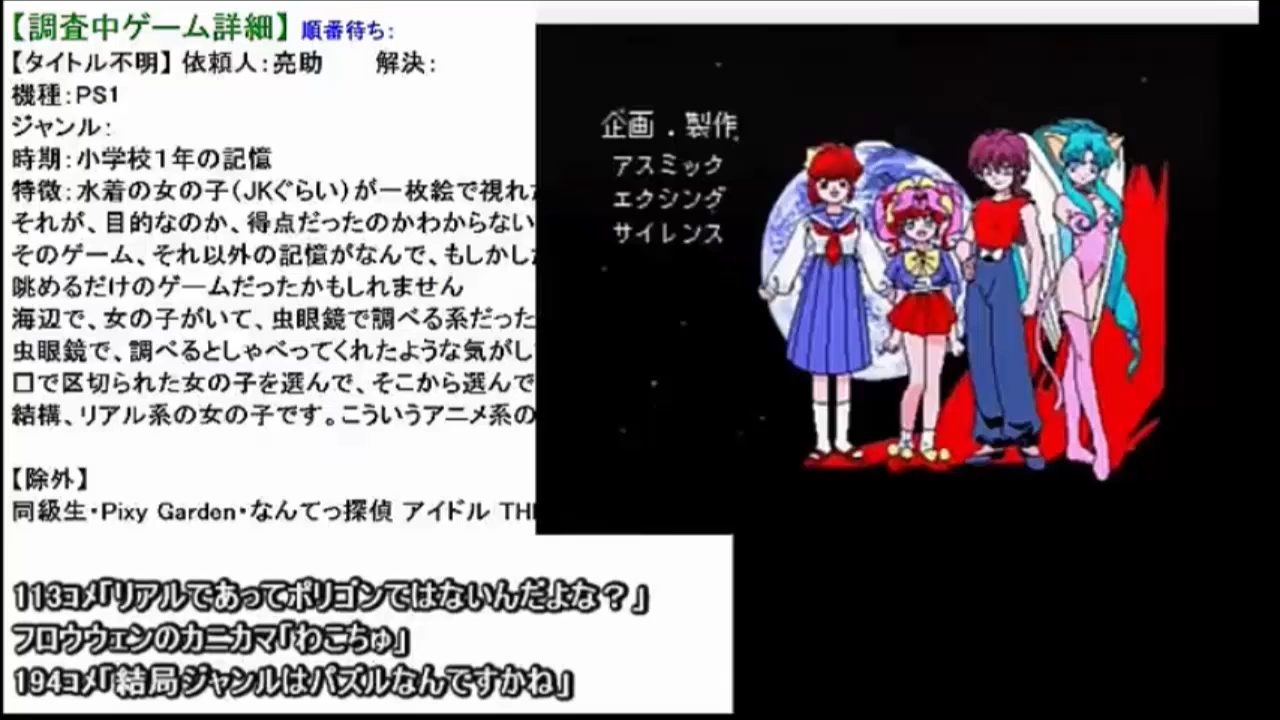 【調査中ゲーム詳細】 順番待ち:
【タイトル不明】 依頼人:亮助 解決:
機種:PS1
ジャンル:
時期:小学校1年の記憶
特徴:水着の女の子(JKぐらい)が一枚絵で視れ
それが、目的なのか、得点だったのかわからない
そのゲーム、それ以外の記憶がなんで、もしかし
眺めるだけのゲームだったかもしれません
海辺で、女の子がいて、虫眼鏡で調べる系だった
虫眼鏡で、調べるとしゃべってくれたような気がし
口で区切られた女の子を選んで、そこから選んで
結構、リアル系の女の子です。こういうアニメ系の
【除外】
同級生・Pixy Garden・なんてっ探偵 アイドル TH
企画.製作
アスミック
エクシング
サイレンス
113コメ「リアルであってポリゴンではないんだよな?」
フロウウェンのカニカマ「わこちゅ」
194コメ「結局ジャンルはパズルなんですかね」